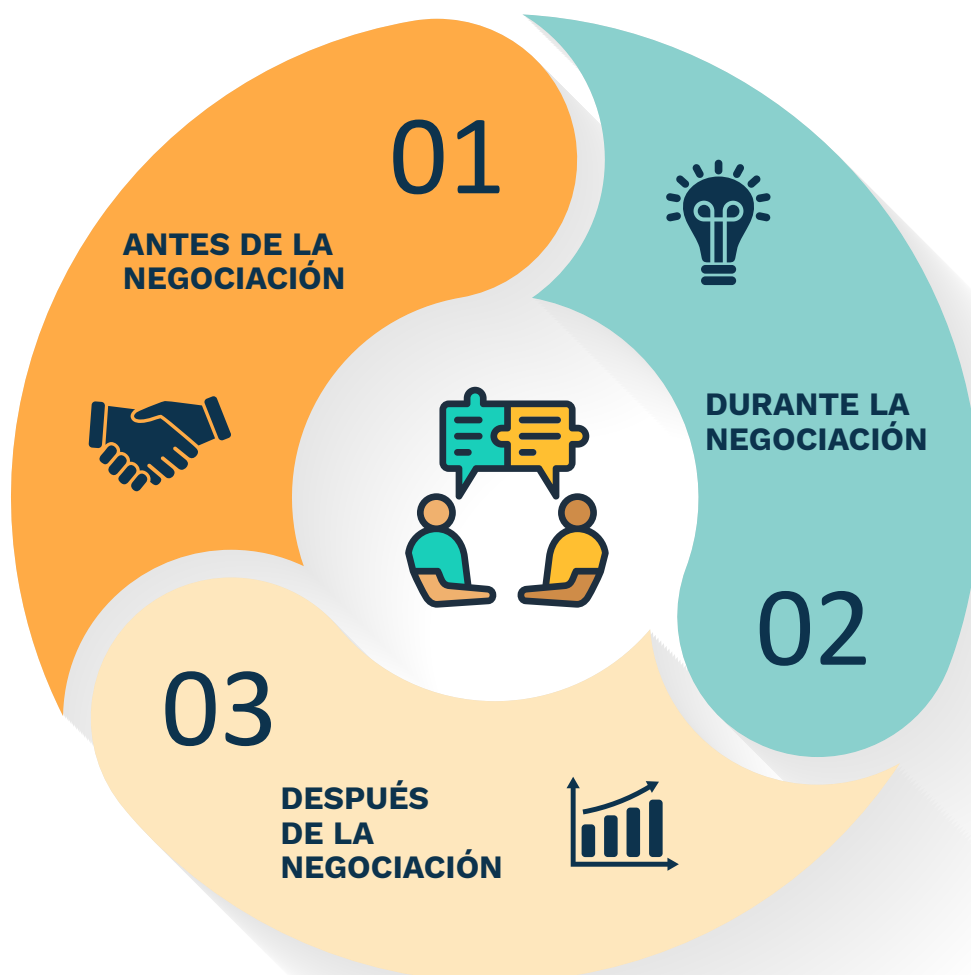 01
ANTES DE LA
NEGOCIACIÓN
DURANTE LA
NEGOCIACIÓN
02
03
DESPUÉS
DE LA
NEGOCIACIÓN